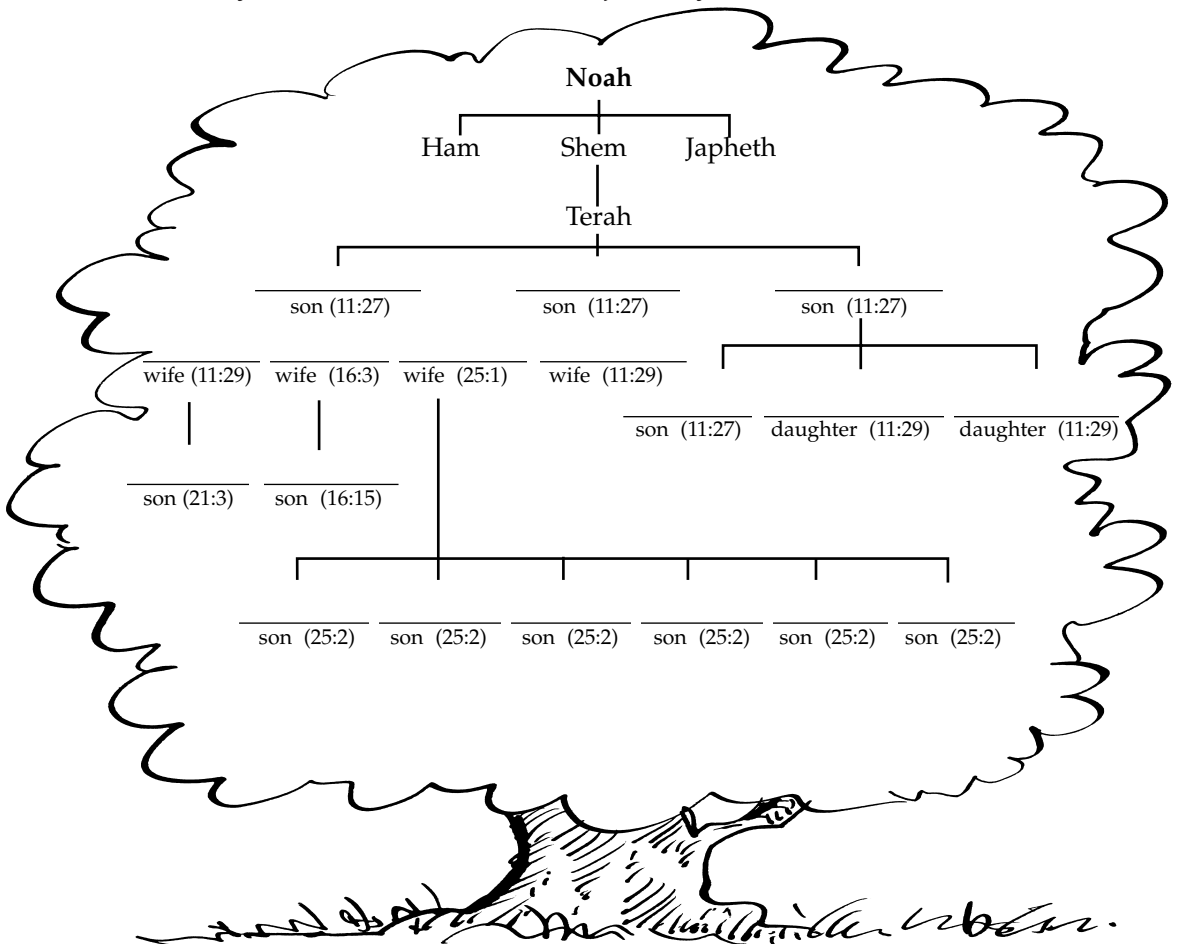 Noah
Ham Shem Japheth
Terah
son (11:27) son (11:27) son (11:27)
wife (11:29) wife (16:3) wife (25:1) wife (11:29)
son (11:27) daughter (11:29) daughter (11:29)
son (21:3) son (16:15)
son (25:2) son (25:2) son (25:2) son (25:2) son (25:2) son (25:2)